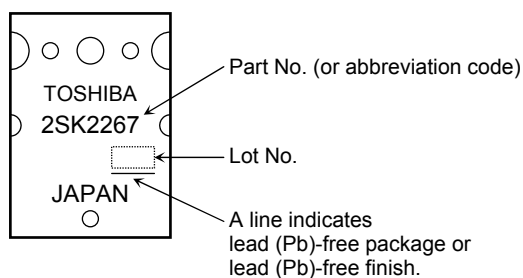 TOSHIBA
2SK2267
JAPAN
Part No. (or abbreviation code)
Lot No.
A line indicates
lead (Pb)-free package or
lead (Pb)-free finish.